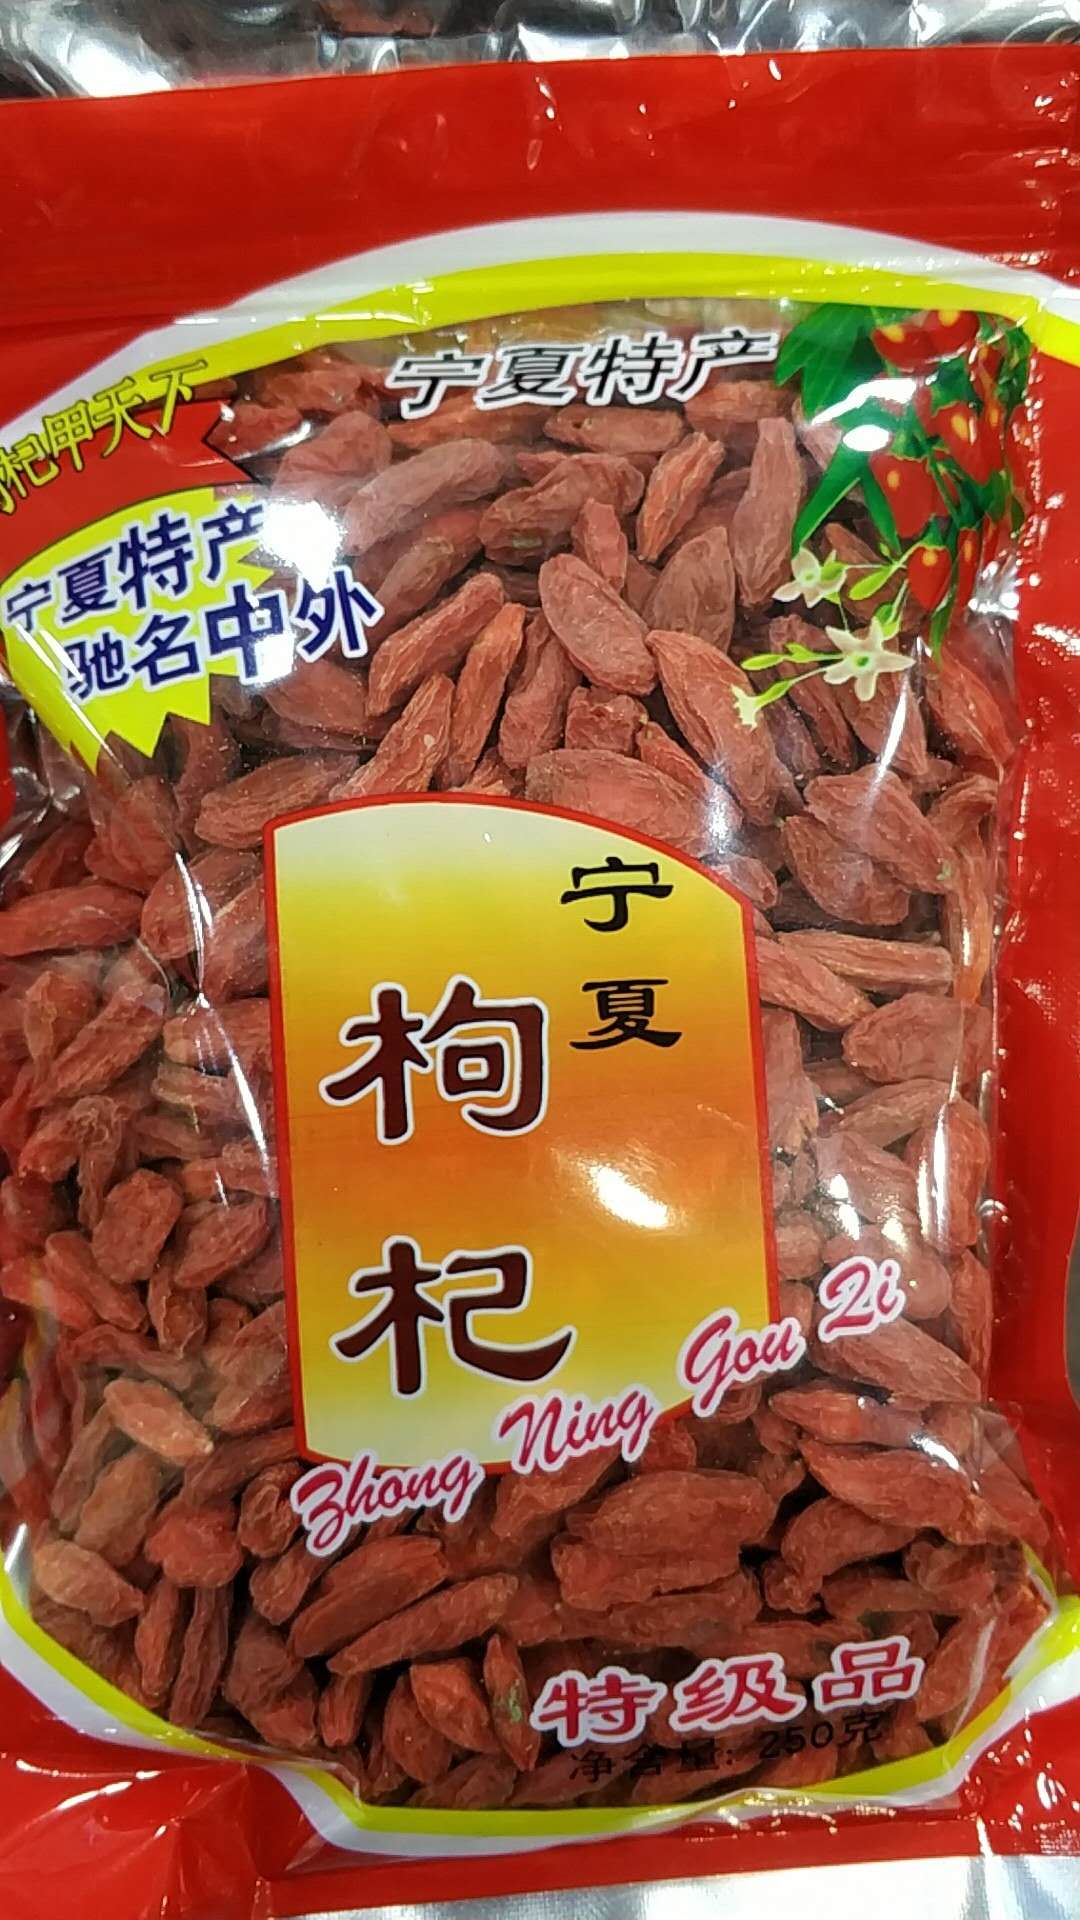 宁夏特产
杞甲天下
宁夏特产
驰名中外
宁夏
枸杞
Zhong Ning Gou Qi
特级品
净含量: 250克